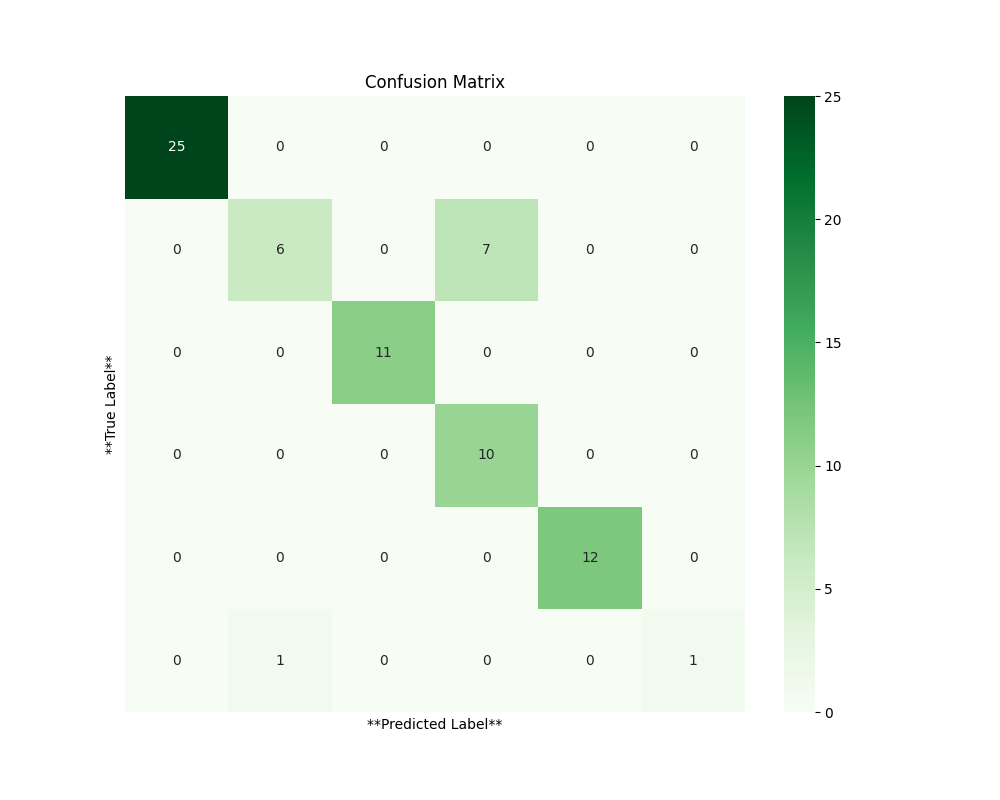 Confusion Matrix
25 0 0 0 0 0
0 6 0 7 0 0
0 0 11 0 0 0
0 0 0 10 0 0
0 0 0 0 12 0
0 1 0 0 0 1
**True Label**
**Predicted Label**
25
20
15
10
5
0